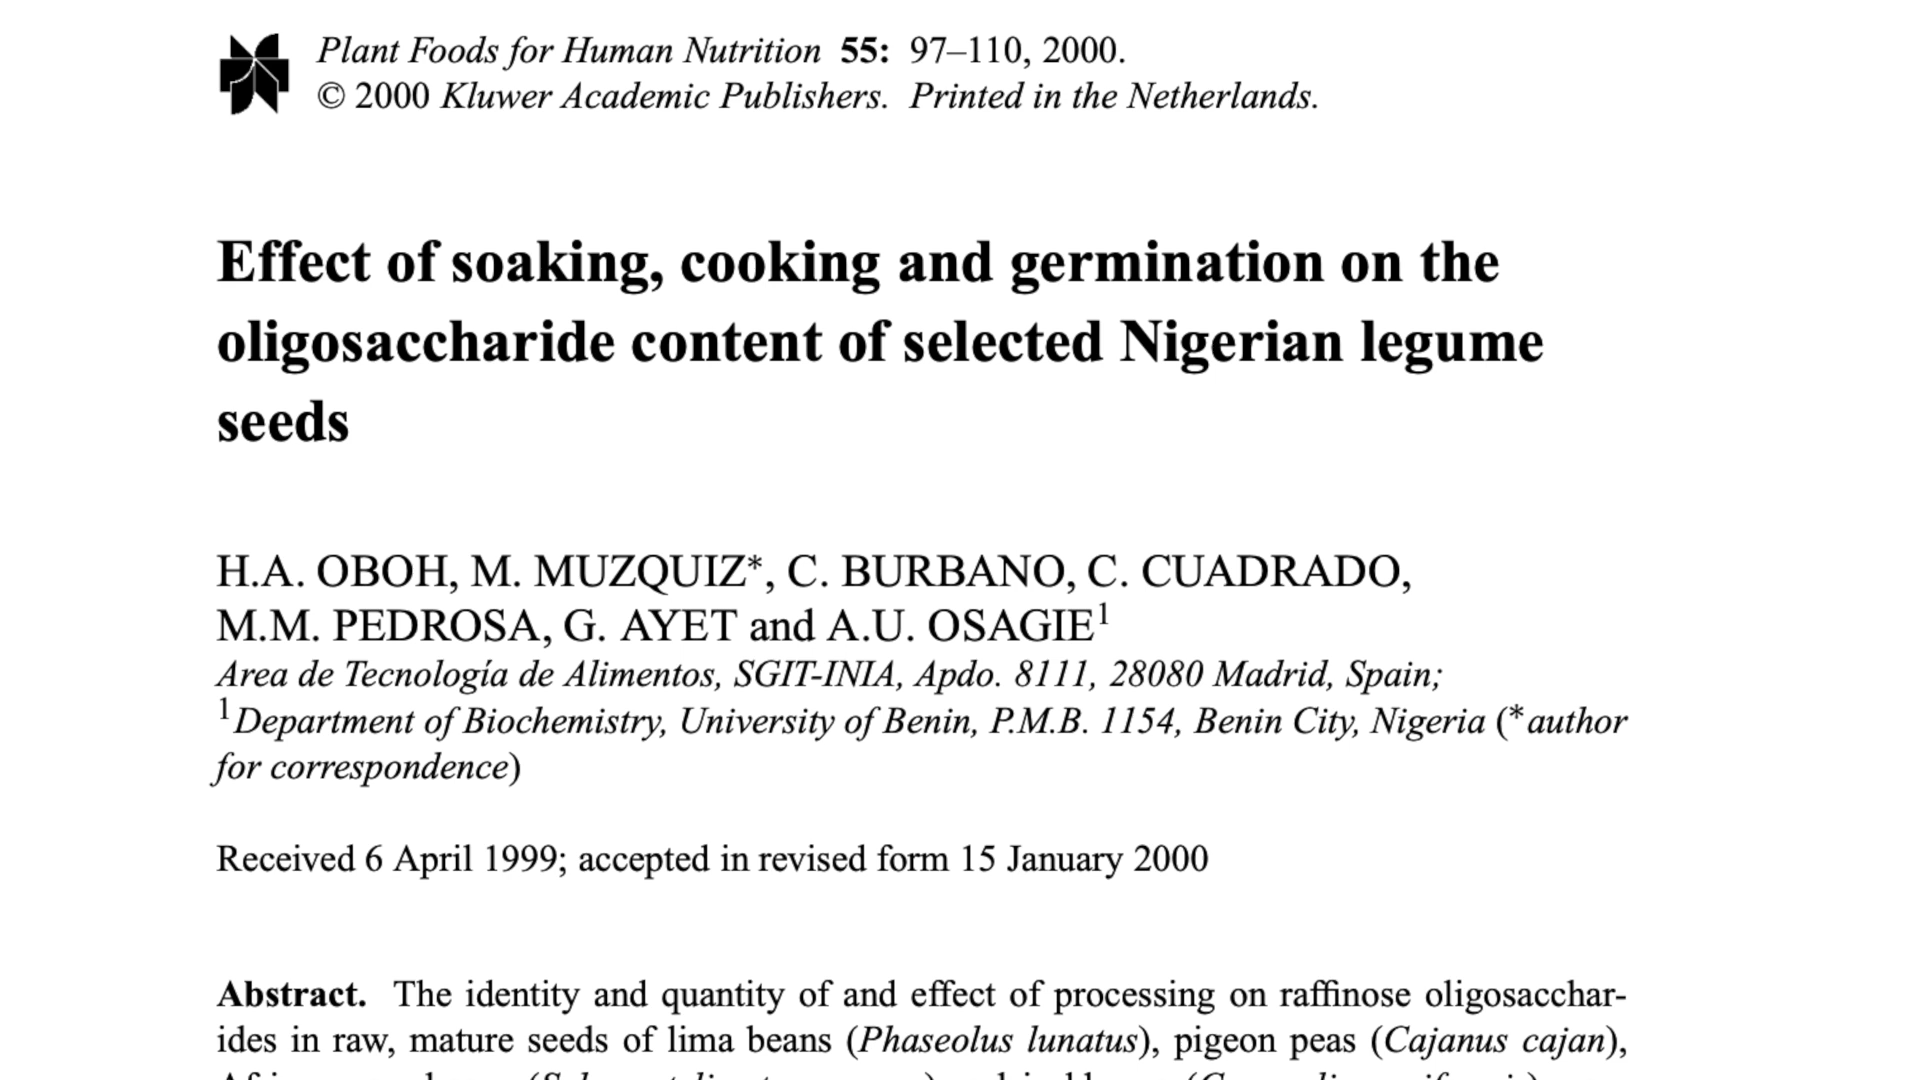 Plant Foods for Human Nutrition 55: 97–110, 2000.
© 2000 Kluwer Academic Publishers. Printed in the Netherlands.
Effect of soaking, cooking and germination on the
oligosaccharide content of selected Nigerian legume
seeds
H.A. OBOH, M. MUZQUIZ*, C. BURBANO, C. CUADRADO,
M.M. PEDROSA, G. AYET and A.U. OSAGIE¹
Area de Tecnología de Alimentos, SGIT-INIA, Apdo. 8111, 28080 Madrid, Spain;
¹Department of Biochemistry, University of Benin, P.M.B. 1154, Benin City, Nigeria (*author
for correspondence)
Received 6 April 1999; accepted in revised form 15 January 2000
Abstract. The identity and quantity of and effect of processing on raffinose oligosacchar-
ides in raw, mature seeds of lima beans (Phaseolus lunatus), pigeon peas (Cajanus cajan),